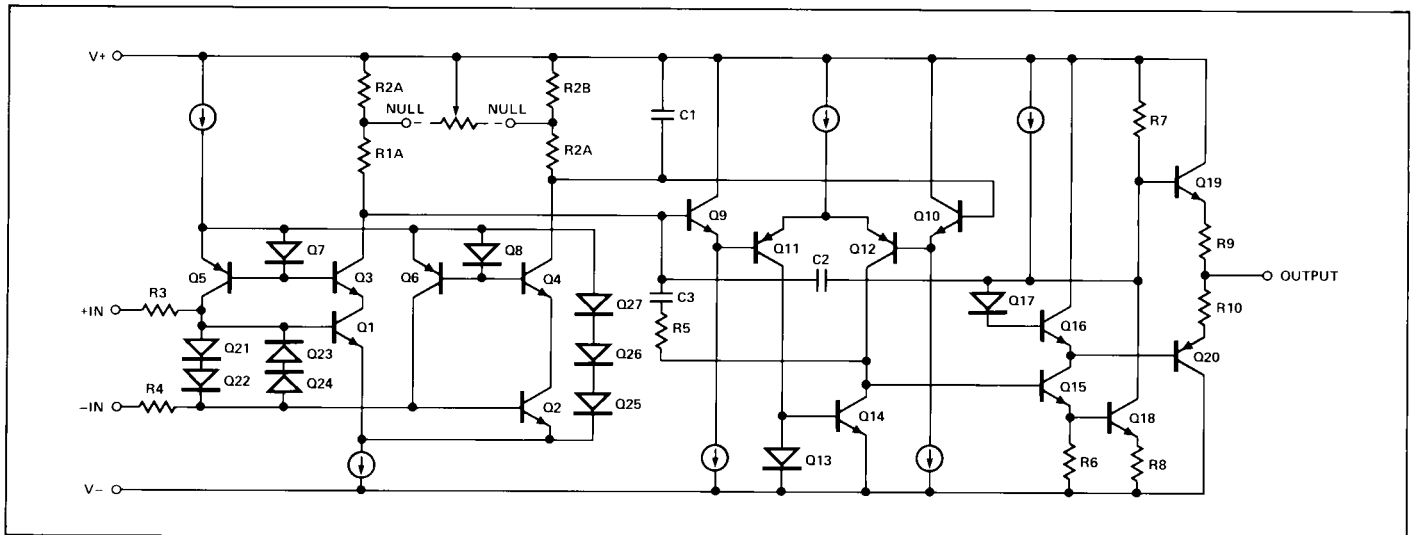 V+
R2A
R2B
NULL
NULL
C1
R7
R1A
R2A
Q19
Q9
Q10
Q7
Q8
Q11
Q12
R9
Q5
Q3
Q6
Q4
OUTPUT
C2
Q17
Q27
C3
R10
R3
+IN
Q16
Q1
R5
Q21
Q23
Q26
Q20
Q22
Q24
Q15
R4
Q25
-IN
Q2
Q14
Q18
Q13
R6
R8
V-